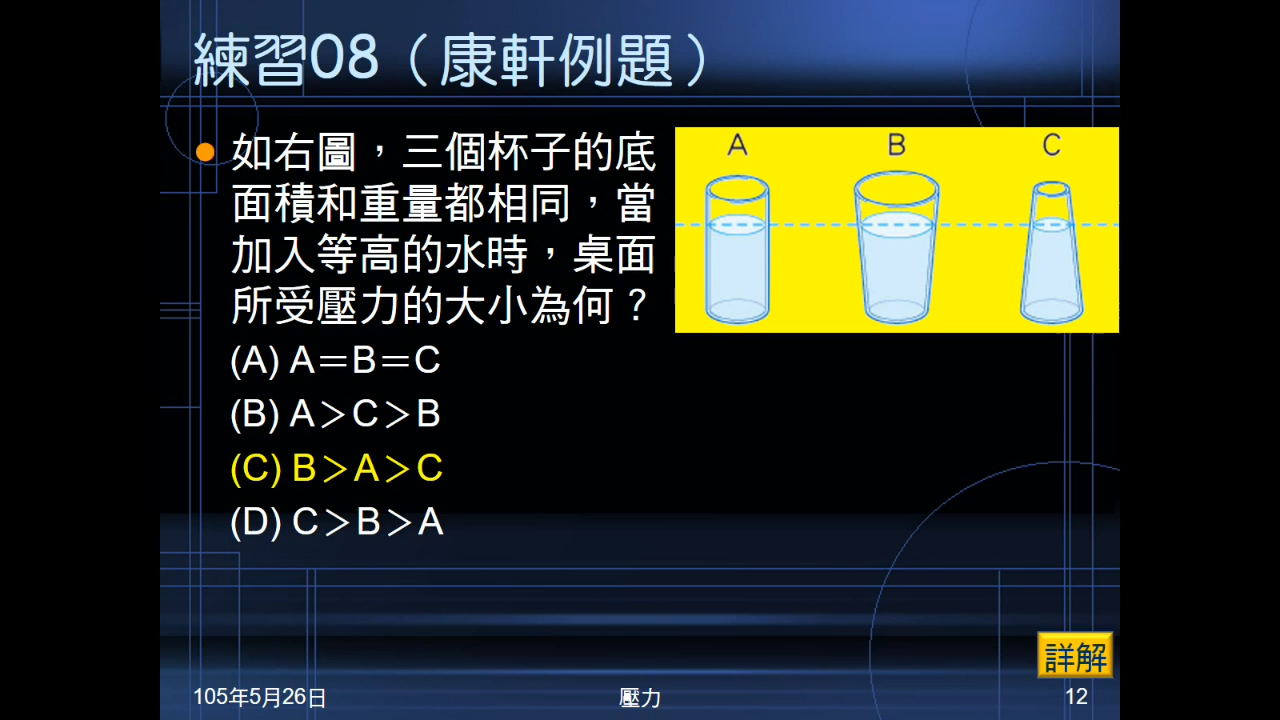 練習08（康軒例題）
如右圖，三個杯子的底
面積和重量都相同，當
加入等高的水時，桌面
所受壓力的大小為何？
(A) A＝B＝C
(B) A＞C＞B
(C) B＞A＞C
(D) C＞B＞A
A B C
詳解
105年5月26日 壓力 12